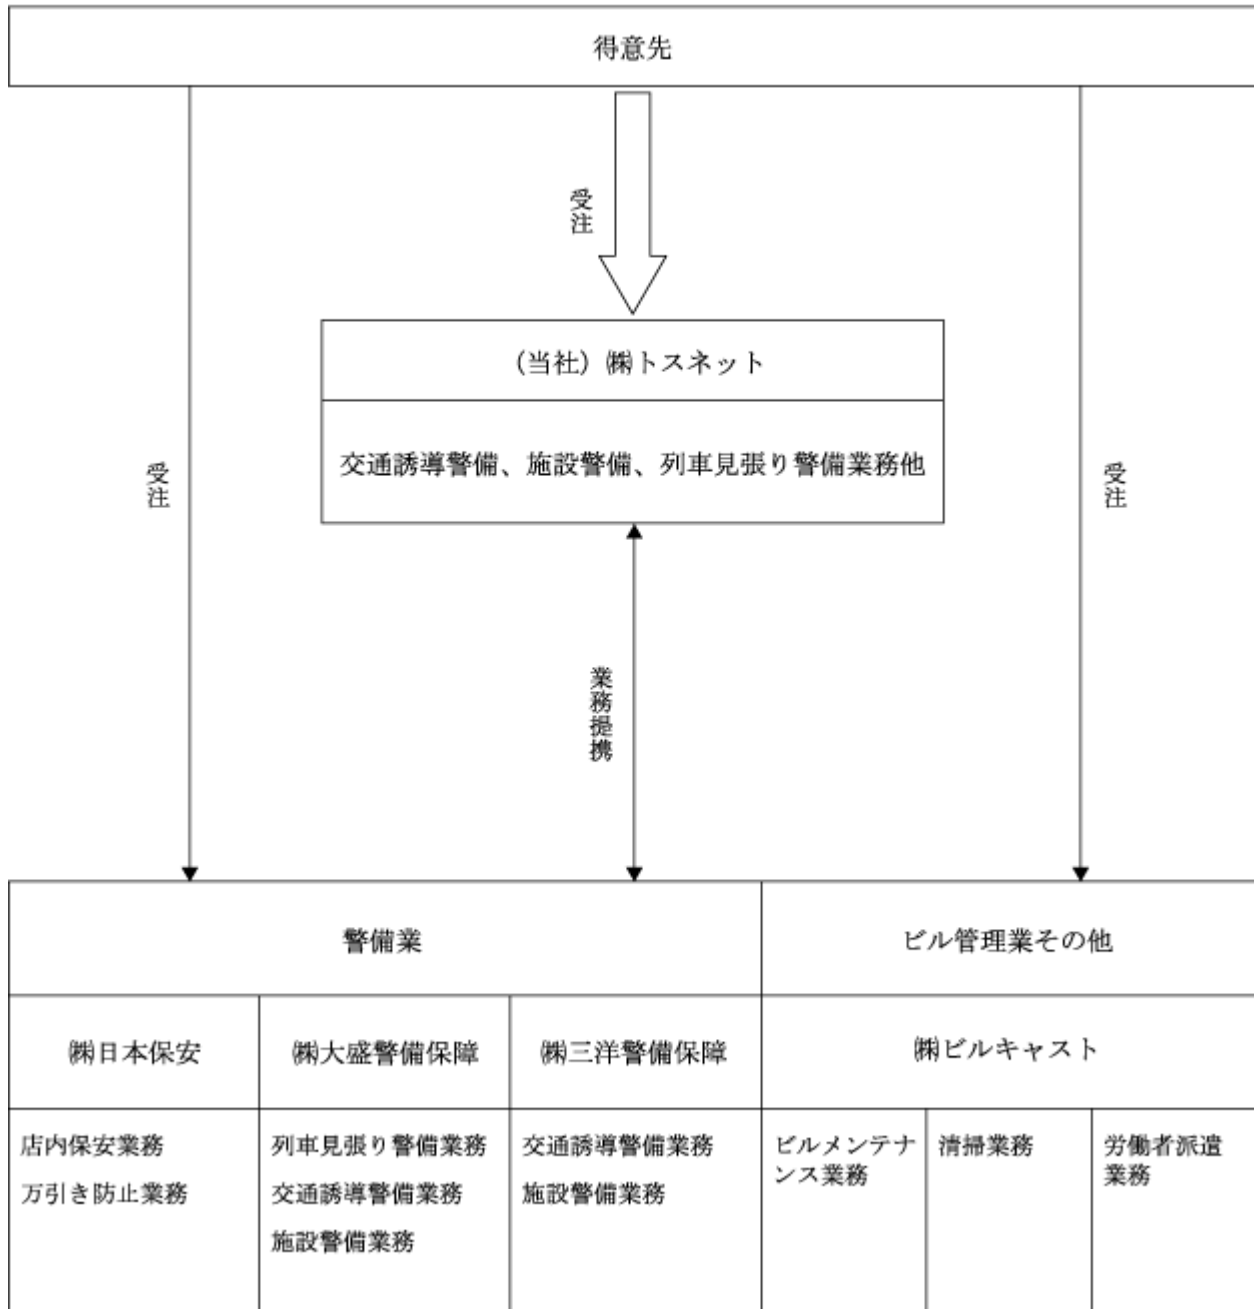 得意先
受注
(当社)㈱トスネット
交通誘導警備、施設警備、列車見張り警備業務他
受注
受注
業務提携
警備業
ビル管理業その他
㈱日本保安
㈱大盛警備保障
㈱三洋警備保障
㈱ビルキャスト
店内保安業務
万引き防止業務
列車見張り警備業務
交通誘導警備業務
施設警備業務
交通誘導警備業務
施設警備業務
ビルメンテナ
ンス業務
清掃業務
労働者派遣
業務